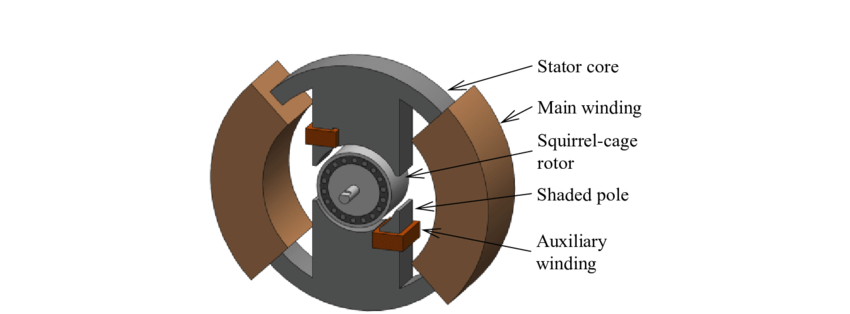 Stator core
Main winding
Squirrel-cage
rotor
Shaded pole
Auxiliary
winding